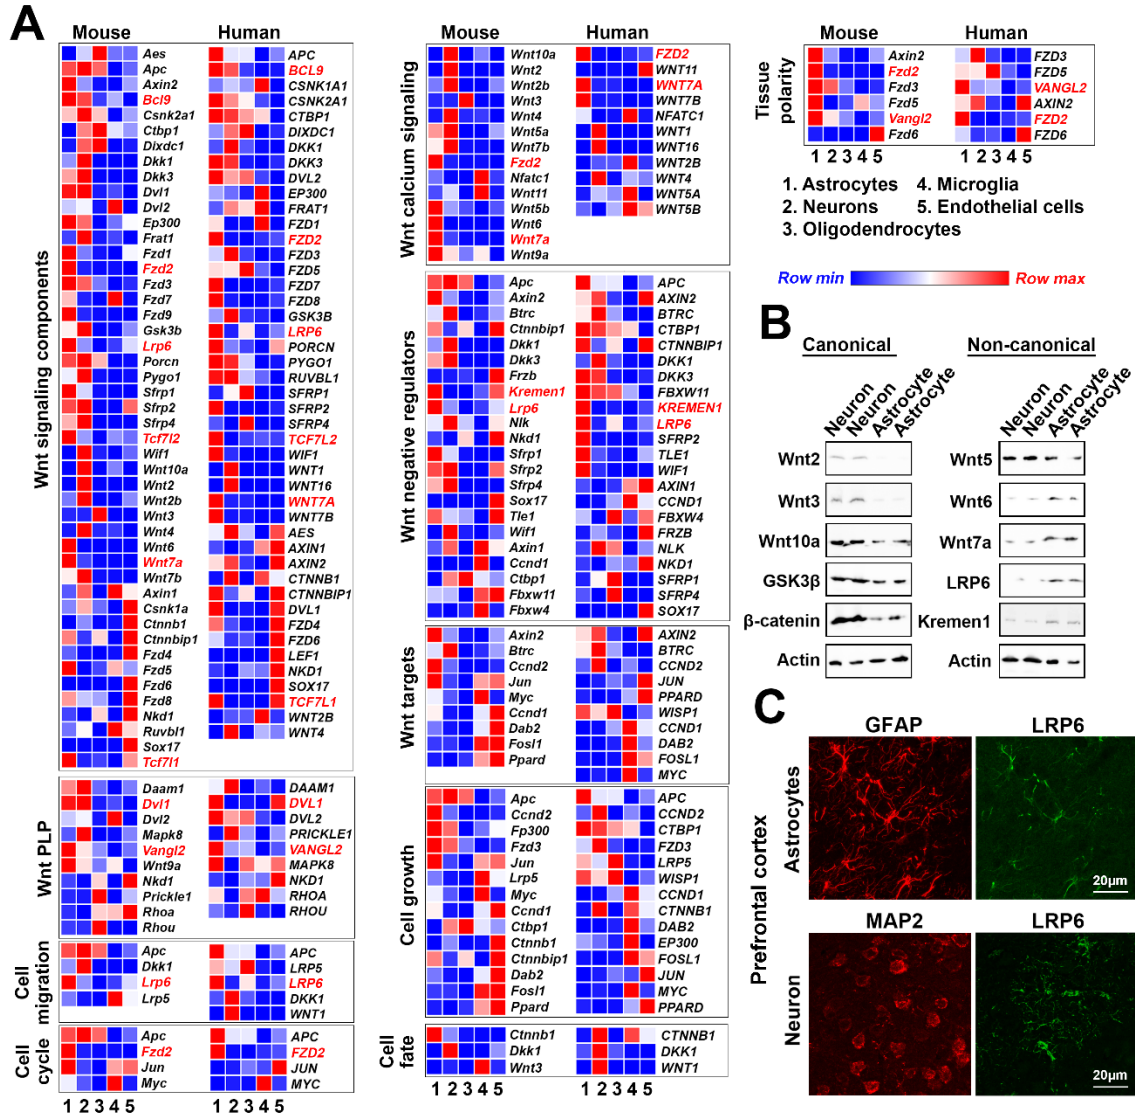 A
Mouse
Human
Wnt signaling components
Aes
Apc
Axin2
Bcl9
Csnk2a1
Ctbp1
Dixdc1
Dkk1
Dkk3
Dvl1
Dvl2
Ep300
Frat1
Fzd1
Fzd2
Fzd3
Fzd7
Fzd9
Gsk3b
Lrp6
Porcn
Pygo1
Sfrp1
Sfrp2
Sfrp4
Tcf7l2
Wif1
Wnt10a
Wnt2
Wnt2b
Wnt3
Wnt4
Wnt6
Wnt7a
Wnt7b
Axin1
Csnk1a
Ctnnb1
Ctnnbip1
Fzd4
Fzd5
Fzd6
Fzd8
Nkd1
Ruvbl1
Sox17
Tcf7l1
APC
BCL9
CSNK1A1
CSNK2A1
CTBP1
DIXDC1
DKK1
DKK3
DVL2
EP300
FRAT1
FZD1
FZD2
FZD3
FZD5
FZD7
FZD8
GSK3B
LRP6
PORCN
PYGO1
RUVBL1
SFRP1
SFRP2
SFRP4
TCF7L2
WIF1
WNT1
WNT16
WNT7A
WNT7B
AES
AXIN1
AXIN2
CTNNB1
CTNNBIP1
DVL1
FZD4
FZD6
LEF1
NKD1
SOX17
TCF7L1
WNT2B
WNT4
Wnt PLP
Daam1
Dvl1
Dvl2
Mapk8
Vangl2
Wnt9a
Nkd1
Prickle1
Rhoa
Rhou
DAAM1
DVL1
DVL2
PRICKLE1
VANGL2
MAPK8
NKD1
RHOA
RHOU
Cell migration
Apc
Dkk1
Lrp6
Lrp5
APC
LRP5
LRP6
DKK1
WNT1
Cell cycle
Apc
Fzd2
Jun
Myc
APC
FZD2
JUN
MYC
1 2 3 4 5
1 2 3 4 5
Mouse
Human
Wnt calcium signaling
Wnt10a
Wnt2
Wnt2b
Wnt3
Wnt4
Wnt5a
Wnt7b
Fzd2
Nfatc1
Wnt11
Wnt5b
Wnt6
Wnt7a
Wnt9a
FZD2
WNT11
WNT7A
WNT7B
NFATC1
WNT1
WNT16
WNT2B
WNT4
WNT5A
WNT5B
Wnt negative regulators
Apc
Axin2
Btrc
Ctnnbip1
Dkk1
Dkk3
Frzb
Kremen1
Lrp6
Nlk
Nkd1
Sfrp1
Sfrp2
Sfrp4
Sox17
Tle1
Wif1
Axin1
Ccnd1
Ctbp1
Fbxw11
Fbxw4
APC
AXIN2
BTRC
CTBP1
CTNNBIP1
DKK1
DKK3
FBXW11
KREMEN1
LRP6
SFRP2
TLE1
WIF1
AXIN1
CCND1
FBXW4
FRZB
NLK
NKD1
SFRP1
SFRP4
SOX17
Wnt targets
Axin2
Btrc
Ccnd2
Jun
Myc
Ccnd1
Dab2
Fosl1
Ppard
AXIN2
BTRC
CCND2
JUN
PPARD
WISP1
CCND1
DAB2
FOSL1
MYC
Cell growth
Apc
Ccnd2
Fp300
Fzd3
Jun
Lrp5
Myc
Ccnd1
Ctbp1
Ctnnb1
Ctnnbip1
Dab2
Fosl1
Ppard
APC
CCND2
CTBP1
FZD3
LRP5
WISP1
CCND1
CTNNB1
DAB2
EP300
FOSL1
JUN
MYC
PPARD
Cell fate
Ctnnb1
Dkk1
Wnt3
CTNNB1
DKK1
WNT1
1 2 3 4 5
1 2 3 4 5
Mouse
Human
Tissue polarity
Axin2
Fzd2
Fzd3
Fzd5
Vangl2
Fzd6
FZD3
FZD5
VANGL2
AXIN2
FZD2
FZD6
1 2 3 4 5
1 2 3 4 5
1. Astrocytes
2. Neurons
3. Oligodendrocytes
4. Microglia
5. Endothelial cells
Row min
Row max
B
Canonical
Neuron
Neuron
Astrocyte
Astrocyte
Wnt2
Wnt3
Wnt10a
GSK3β
β-catenin
Actin
Non-canonical
Neuron
Neuron
Astrocyte
Astrocyte
Wnt5
Wnt6
Wnt7a
LRP6
Kremen1
Actin
C
Prefrontal cortex
GFAP
LRP6
Astrocytes
20μm
MAP2
LRP6
Neuron
20μm